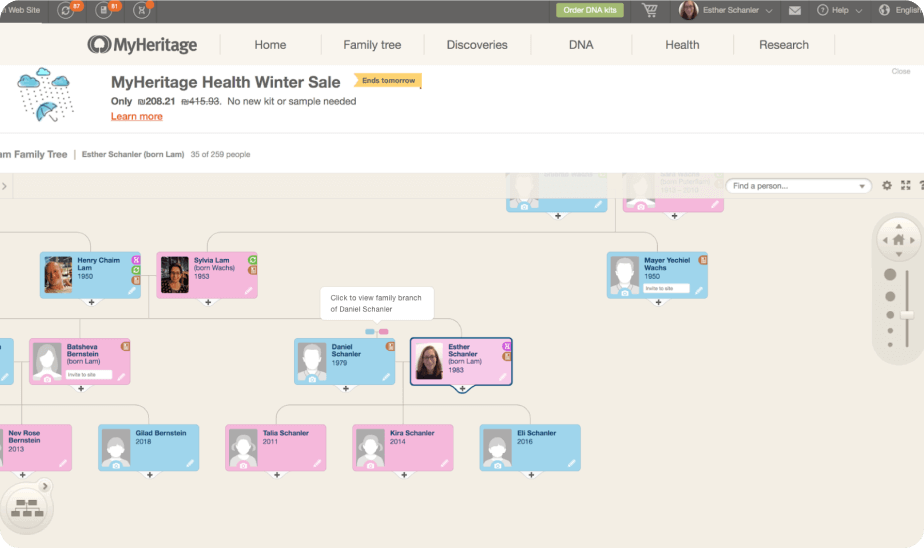 Web Site
87
81
Order DNA kits
Esther Schanler
Help
English
MyHeritage
Home
Family tree
Discoveries
DNA
Health
Research
MyHeritage Health Winter Sale
Ends tomorrow
Close
Only ₪208.21 ₪415.93. No new kit or sample needed
Learn more
am Family Tree | Esther Schanler (born Lam) 35 of 259 people
Find a person...
Henry Chaim
Lam
1950
Sylvia Lam
(born Wachs)
1953
Mayer Yechiel
Wachs
1950
Invite to site
Click to view family branch
of Daniel Schanler
Batsheva
Bernstein
(born Lam)
Invite to site
Daniel
Schanler
1979
Esther
Schanler
(born Lam)
1983
Nev Rose
Bernstein
2013
Gilad Bernstein
2018
Talia Schanler
2011
Kira Schanler
2014
Eli Schanler
2016